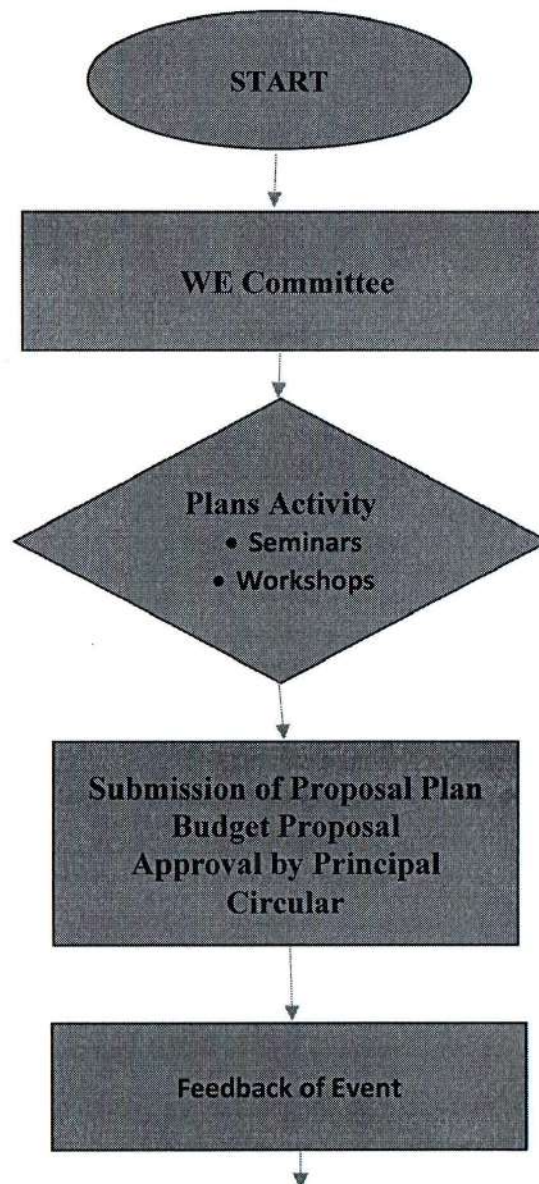 START
WE Committee
Plans Activity
• Seminars
• Workshops
Submission of Proposal Plan
Budget Proposal
Approval by Principal
Circular
Feedback of Event